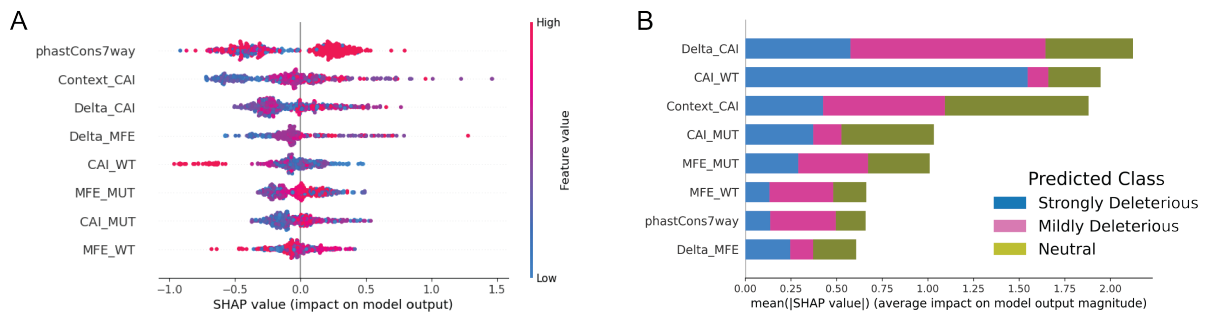 A
phastCons7way
Context_CAI
Delta_CAI
Delta_MFE
CAI_WT
MFE_MUT
CAI_MUT
MFE_WT
−1.0 −0.5 0.0 0.5 1.0 1.5
SHAP value (impact on model output)
High
Feature value
Low
B
Delta_CAI
CAI_WT
Context_CAI
CAI_MUT
MFE_MUT
MFE_WT
phastCons7way
Delta_MFE
Predicted Class
Strongly Deleterious
Mildly Deleterious
Neutral
0.00 0.25 0.50 0.75 1.00 1.25 1.50 1.75 2.00
mean(|SHAP value|) (average impact on model output magnitude)